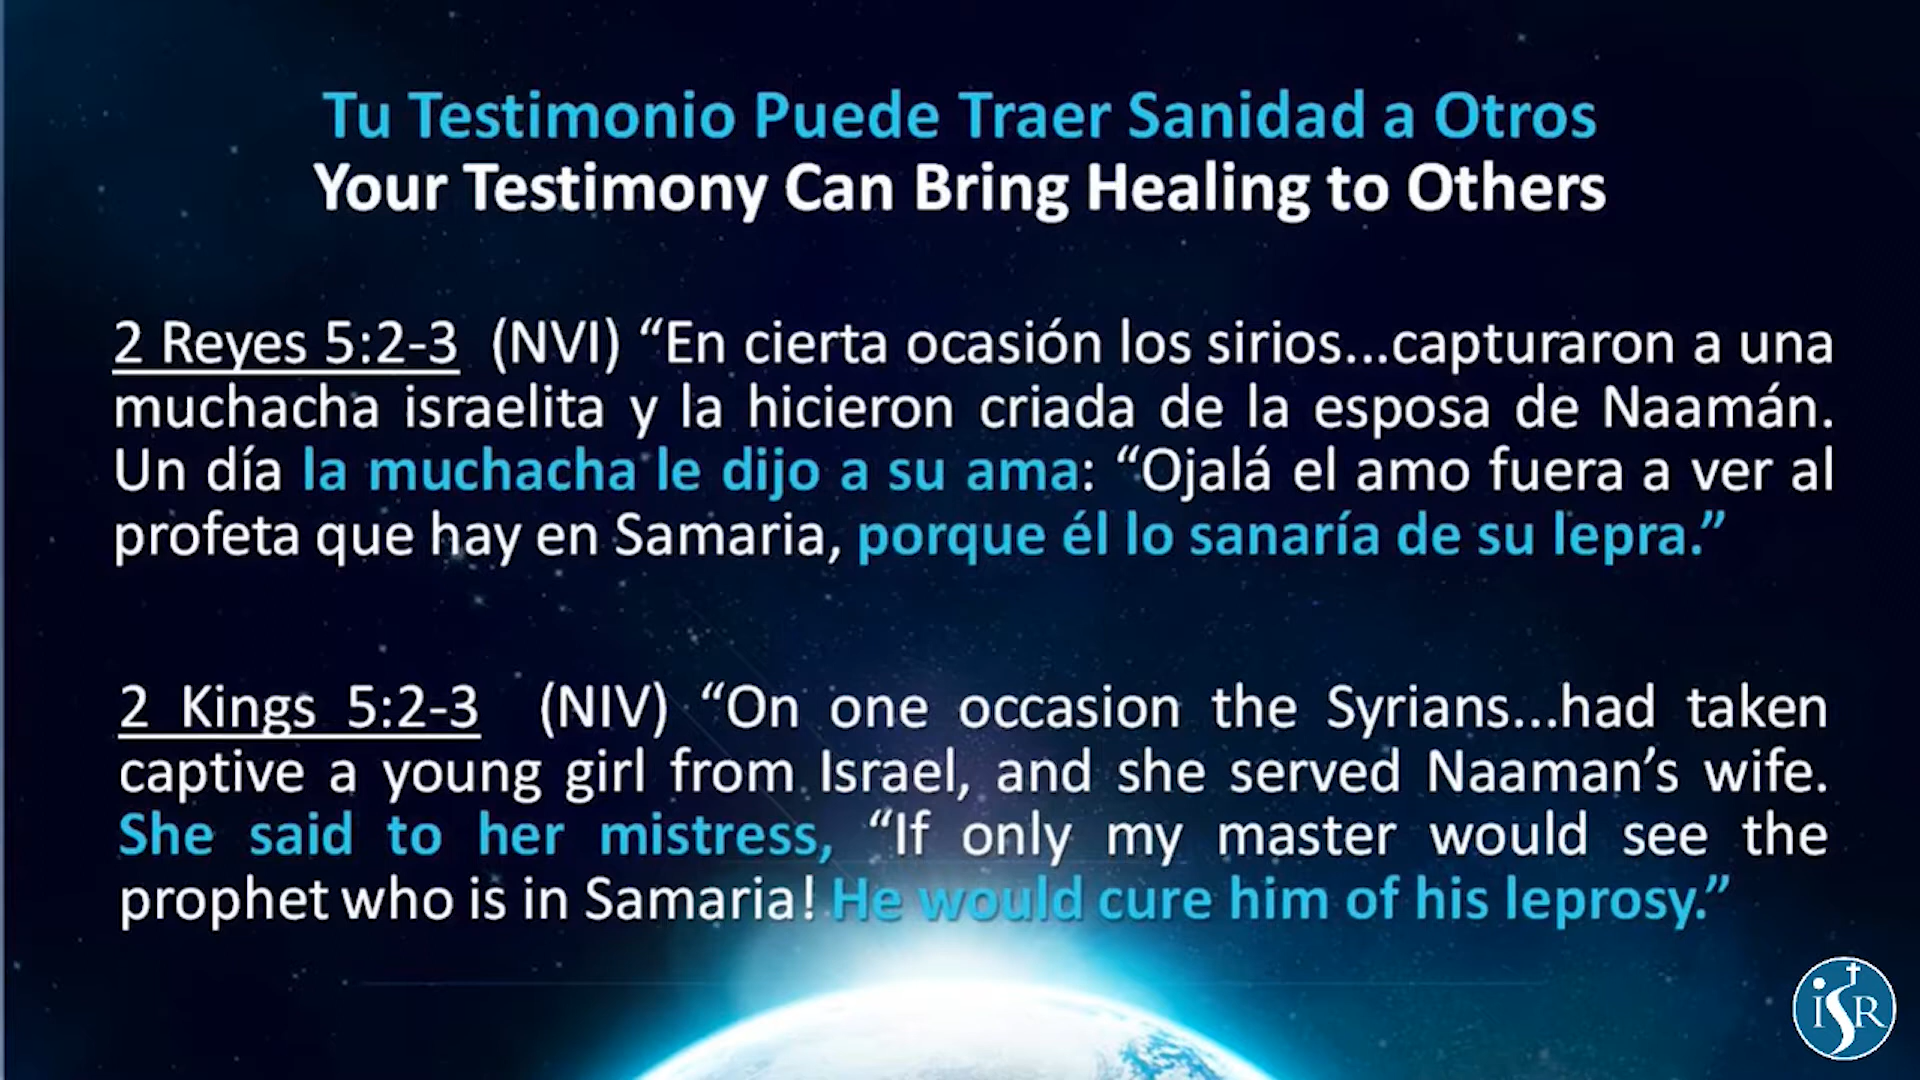 Tu Testimonio Puede Traer Sanidad a Otros
Your Testimony Can Bring Healing to Others
2 Reyes 5:2-3 (NVI) “En cierta ocasión los sirios...capturaron a una
muchacha israelita y la hicieron criada de la esposa de Naamán.
Un día la muchacha le dijo a su ama: “Ojalá el amo fuera a ver al
profeta que hay en Samaria, porque él lo sanaría de su lepra.”
2 Kings 5:2-3 (NIV) “On one occasion the Syrians...had taken
captive a young girl from Israel, and she served Naaman’s wife.
She said to her mistress, “If only my master would see the
prophet who is in Samaria! He would cure him of his leprosy.”
iSR